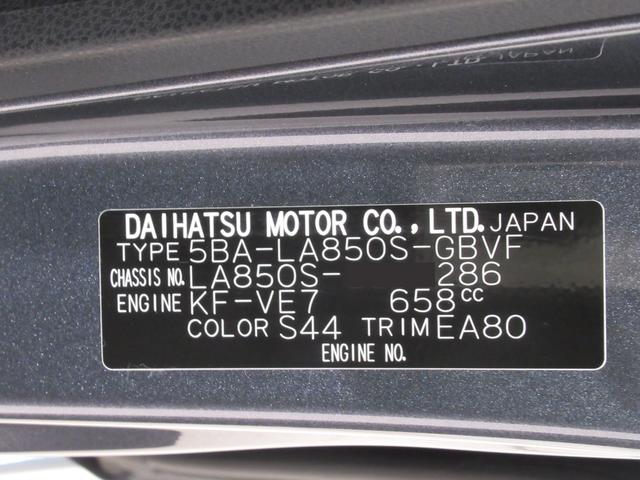 DAIHATSU MOTOR CO., LTD. JAPAN
TYPE 5BA-LA850S-GBVF
CHASSIS NO. LA850S- 286
ENGINE KF-VE7 658cc
COLOR S44 TRIM EA80
ENGINE NO.